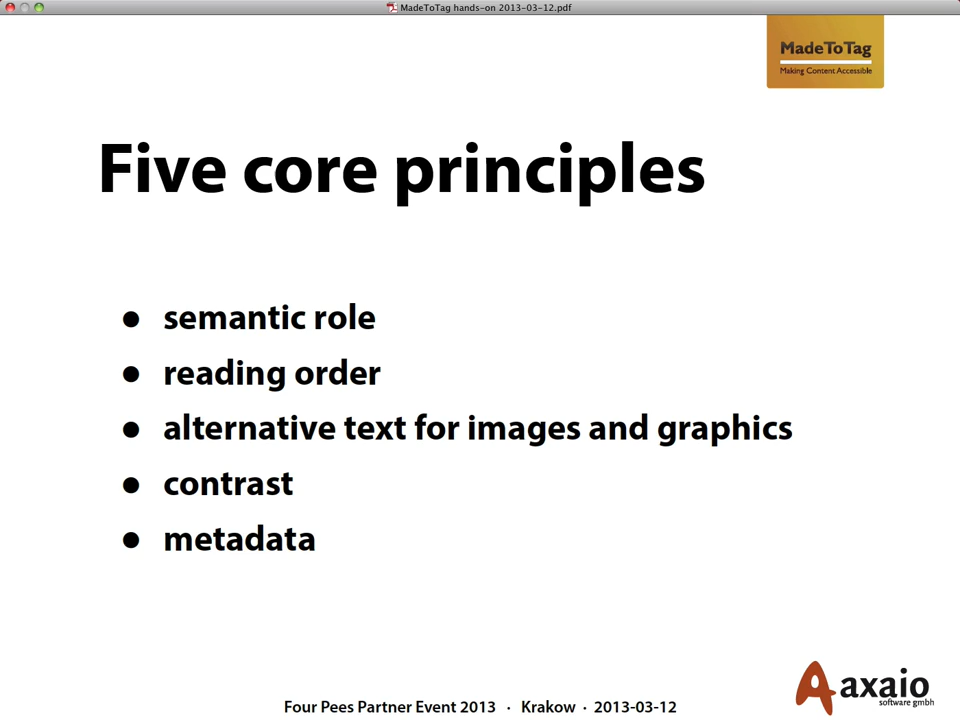 MadeToTag hands-on 2013-03-12.pdf
MadeToTag
Making Content Accessible
Five core principles
• semantic role
• reading order
• alternative text for images and graphics
• contrast
• metadata
axaio
software gmbh
Four Pees Partner Event 2013 · Krakow · 2013-03-12